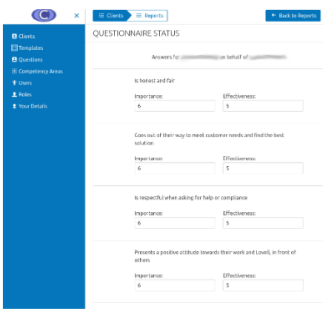 Clients
Reports
Back to Reports
Clients
Templates
Questions
Competency Areas
Users
Roles
Your Details
QUESTIONNAIRE STATUS
Answers for on behalf of
Is honest and fair
Importance: Effectiveness:
6 5
Goes out of their way to meet customer needs and find the best
solution
Importance: Effectiveness:
6 5
Is respectful when asking for help or compliance
Importance: Effectiveness:
6 5
Presents a positive attitude towards their work and Lovell, in front of
others
Importance: Effectiveness:
6 5